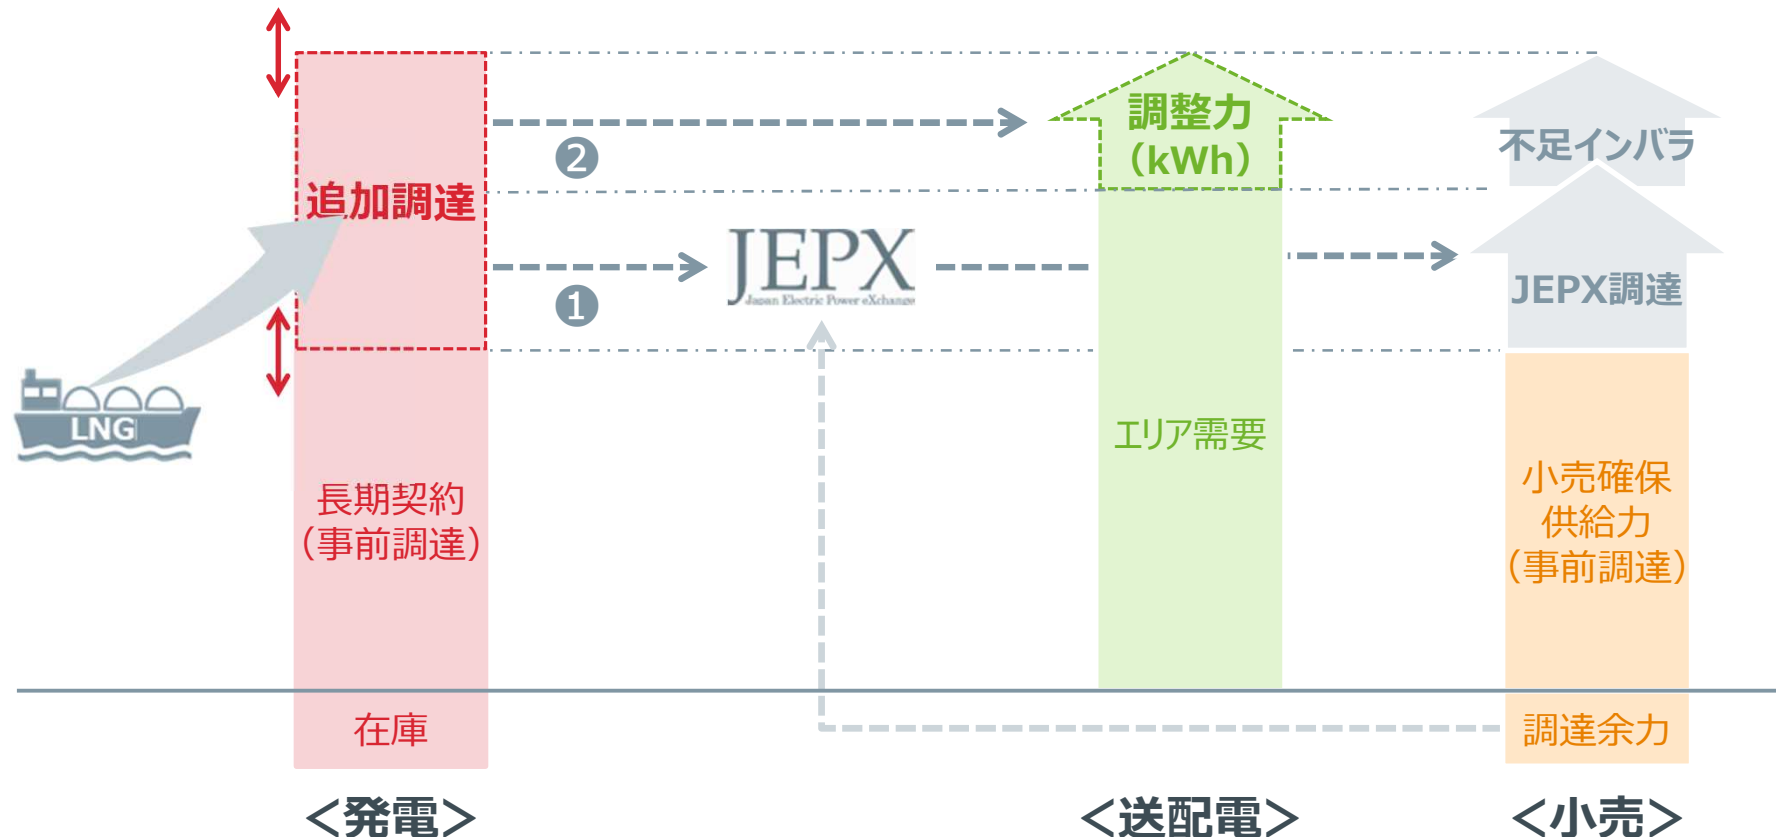 調整力
（kWh）
不足インバラ
❷
追加調達
JEPX
Japan Electric Power eXchange
❶
JEPX調達
LNG
エリア需要
長期契約
（事前調達）
小売確保
供給力
（事前調達）
在庫
調達余力
＜発電＞
＜送配電＞
＜小売＞